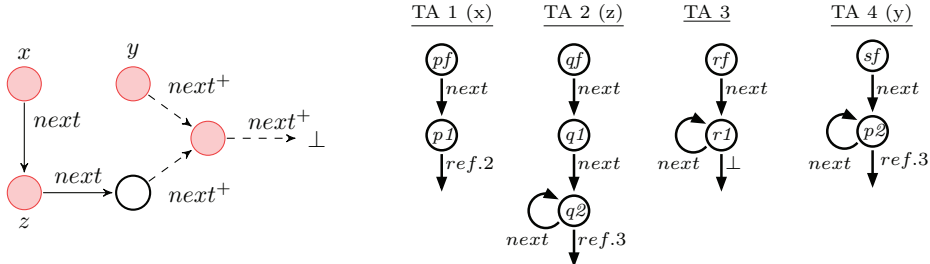 TA 1 (x) TA 2 (z) TA 3 TA 4 (y)
x y pf qf rf sf
next⁺ next next next next
next next⁺ ⊥ p1 q1 r1 p2
next next⁺ ref.2 next next ⊥ next ref.3
z q2
next ref.3